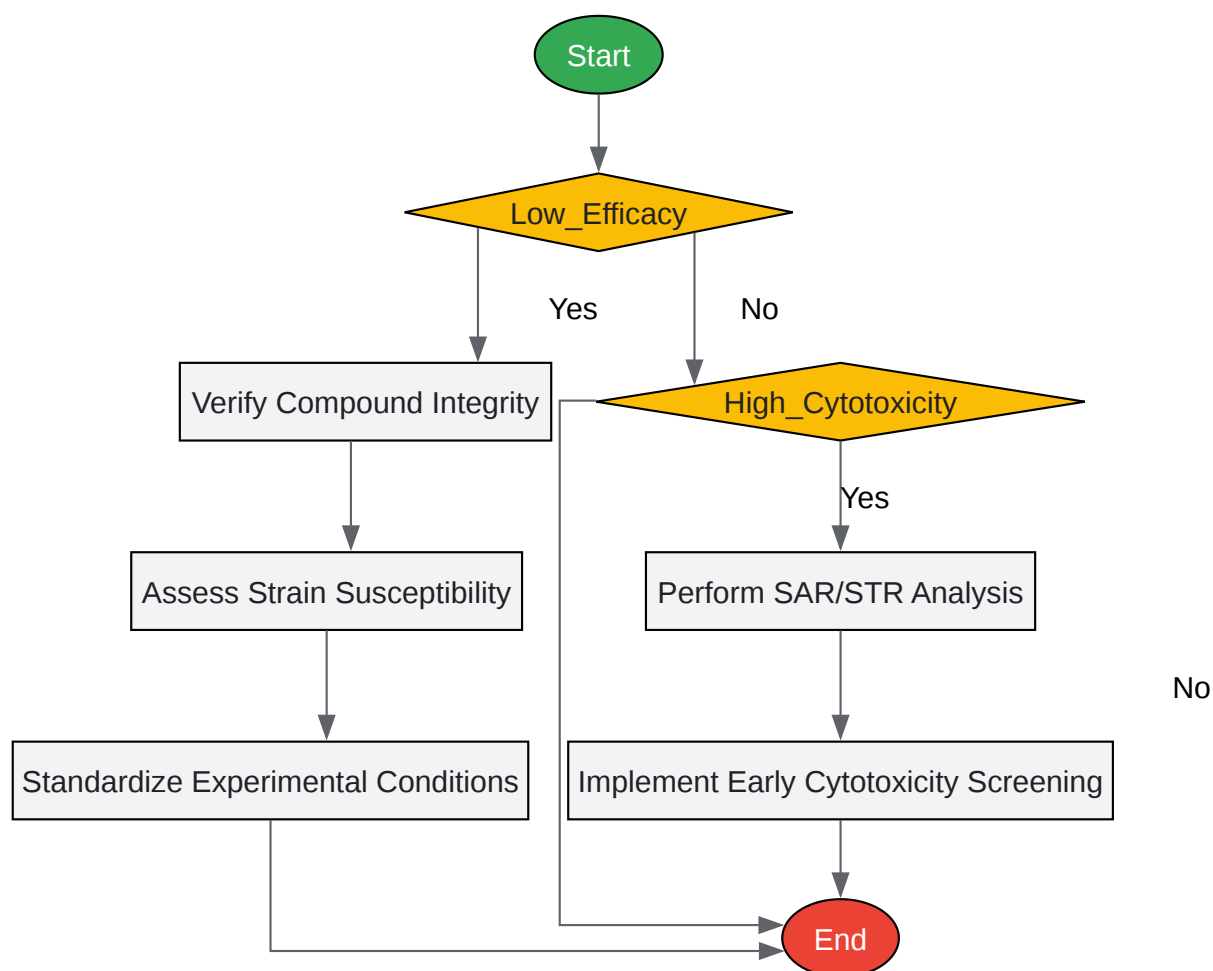 Start
Low_Efficacy
Yes
No
Verify Compound Integrity
High_Cytotoxicity
Yes
Assess Strain Susceptibility
Perform SAR/STR Analysis
No
Standardize Experimental Conditions
Implement Early Cytotoxicity Screening
End